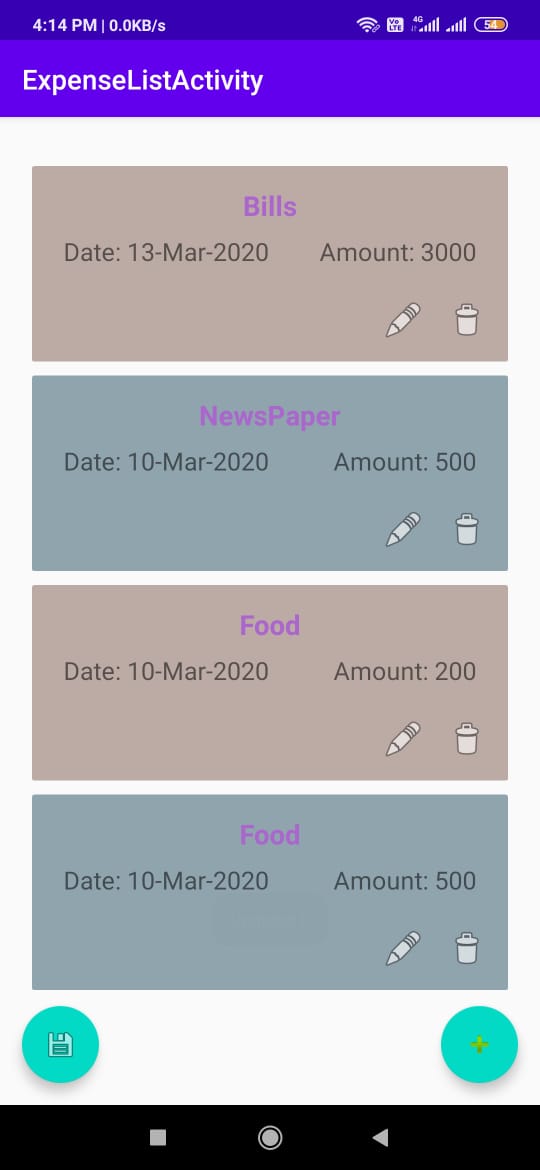 4:14 PM | 0.0KB/s Vo LTE 4G 54
ExpenseListActivity
Bills
Date: 13-Mar-2020 Amount: 3000
NewsPaper
Date: 10-Mar-2020 Amount: 500
Food
Date: 10-Mar-2020 Amount: 200
Food
Date: 10-Mar-2020 Amount: 500